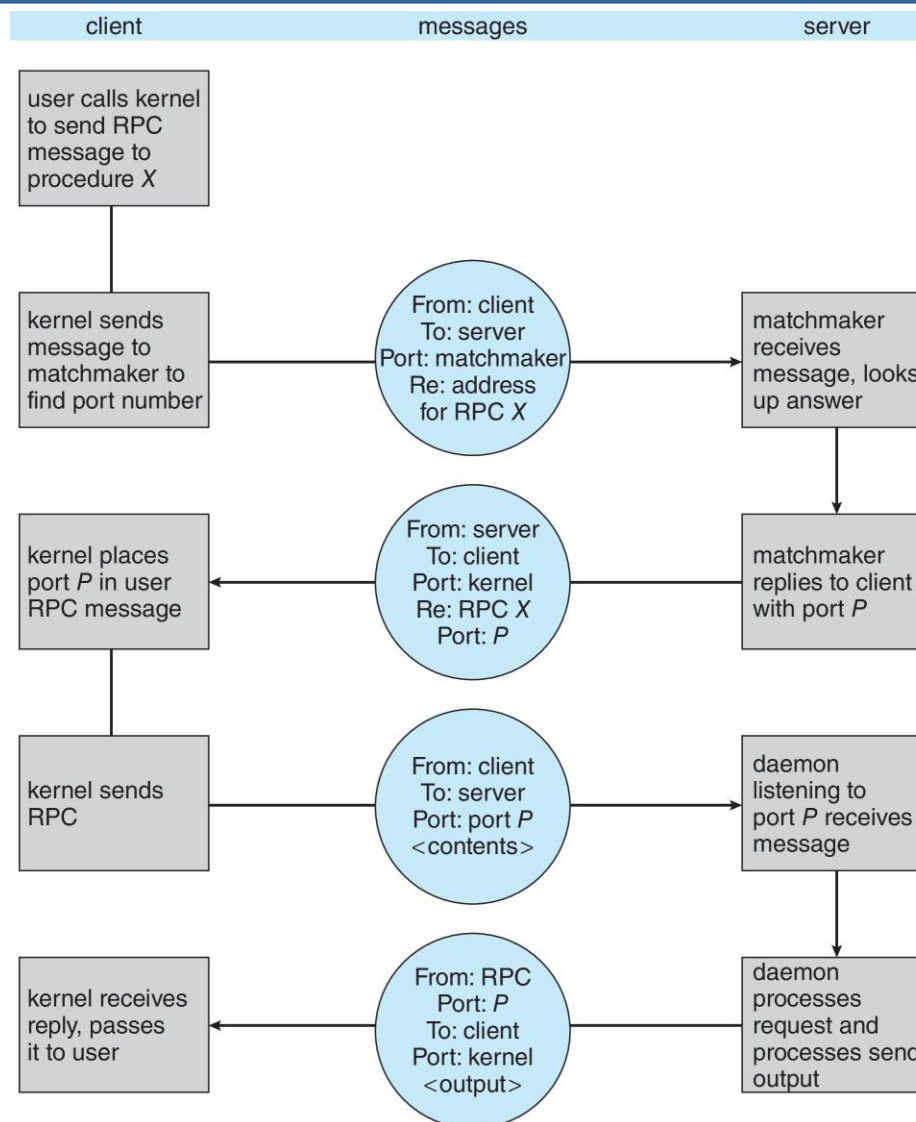 client
messages
server
user calls kernel
to send RPC
message to
procedure X
kernel sends
message to
matchmaker to
find port number
From: client
To: server
Port: matchmaker
Re: address
for RPC X
matchmaker
receives
message, looks
up answer
kernel places
port P in user
RPC message
From: server
To: client
Port: kernel
Re: RPC X
Port: P
matchmaker
replies to client
with port P
kernel sends
RPC
From: client
To: server
Port: port P
<contents>
daemon
listening to
port P receives
message
kernel receives
reply, passes
it to user
From: RPC
Port: P
To: client
Port: kernel
<output>
daemon
processes
request and
processes send
output